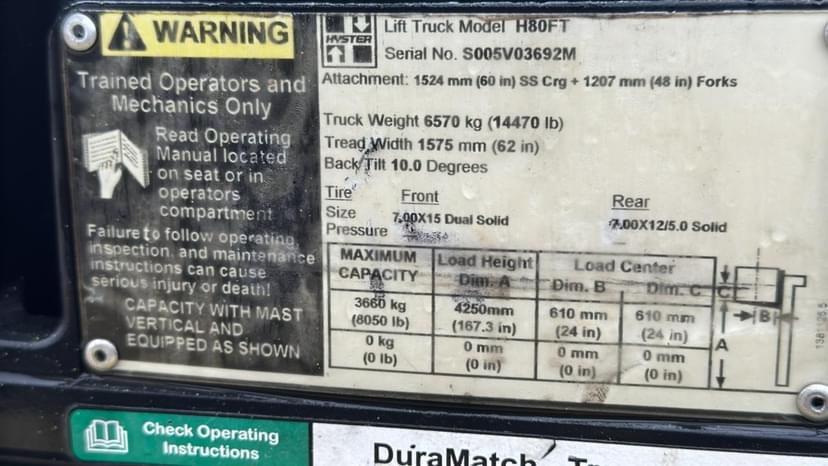 WARNING
Trained Operators and
Mechanics Only
Read Operating
Manual located
on seat or in
operators
compartment
Failure to follow operating,
inspection, and maintenance
instructions can cause
serious injury or death!
CAPACITY WITH MAST
VERTICAL AND
EQUIPPED AS SHOWN
HYSTER
Lift Truck Model H80FT
Serial No. S005V03692M
Attachment: 1524 mm (60 in) SS Crg + 1207 mm (48 in) Forks
Truck Weight 6570 kg (14470 lb)
Tread Width 1575 mm (62 in)
Back Tilt 10.0 Degrees
Tire Front Rear
Size 7.00X15 Dual Solid 7.00X12/5.0 Solid
Pressure
MAXIMUM CAPACITY Load Height Dim. A Load Center Dim. B Dim. C
3660 kg 4250mm 610 mm 610 mm
(8050 lb) (167.3 in) (24 in) (24 in)
0 kg 0 mm 0 mm 0 mm
(0 lb) (0 in) (0 in) (0 in)
C
B
A
Check Operating
Instructions
DuraMatch